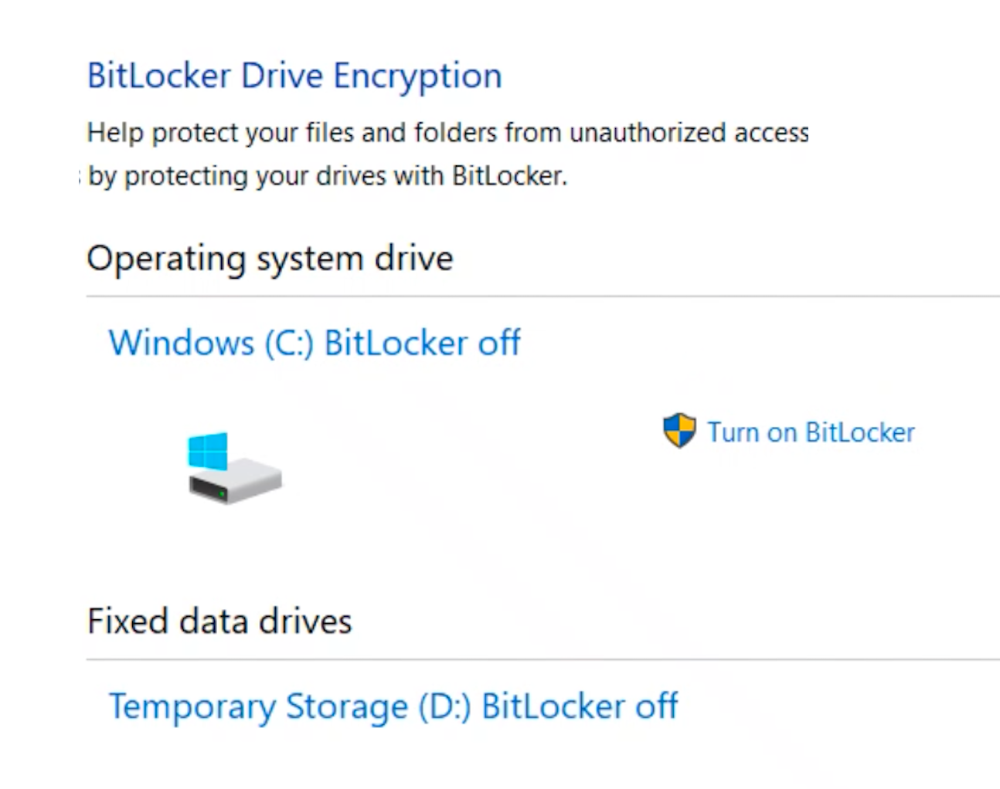 BitLocker Drive Encryption
Help protect your files and folders from unauthorized access
by protecting your drives with BitLocker.
Operating system drive
Windows (C:) BitLocker off
Turn on BitLocker
Fixed data drives
Temporary Storage (D:) BitLocker off